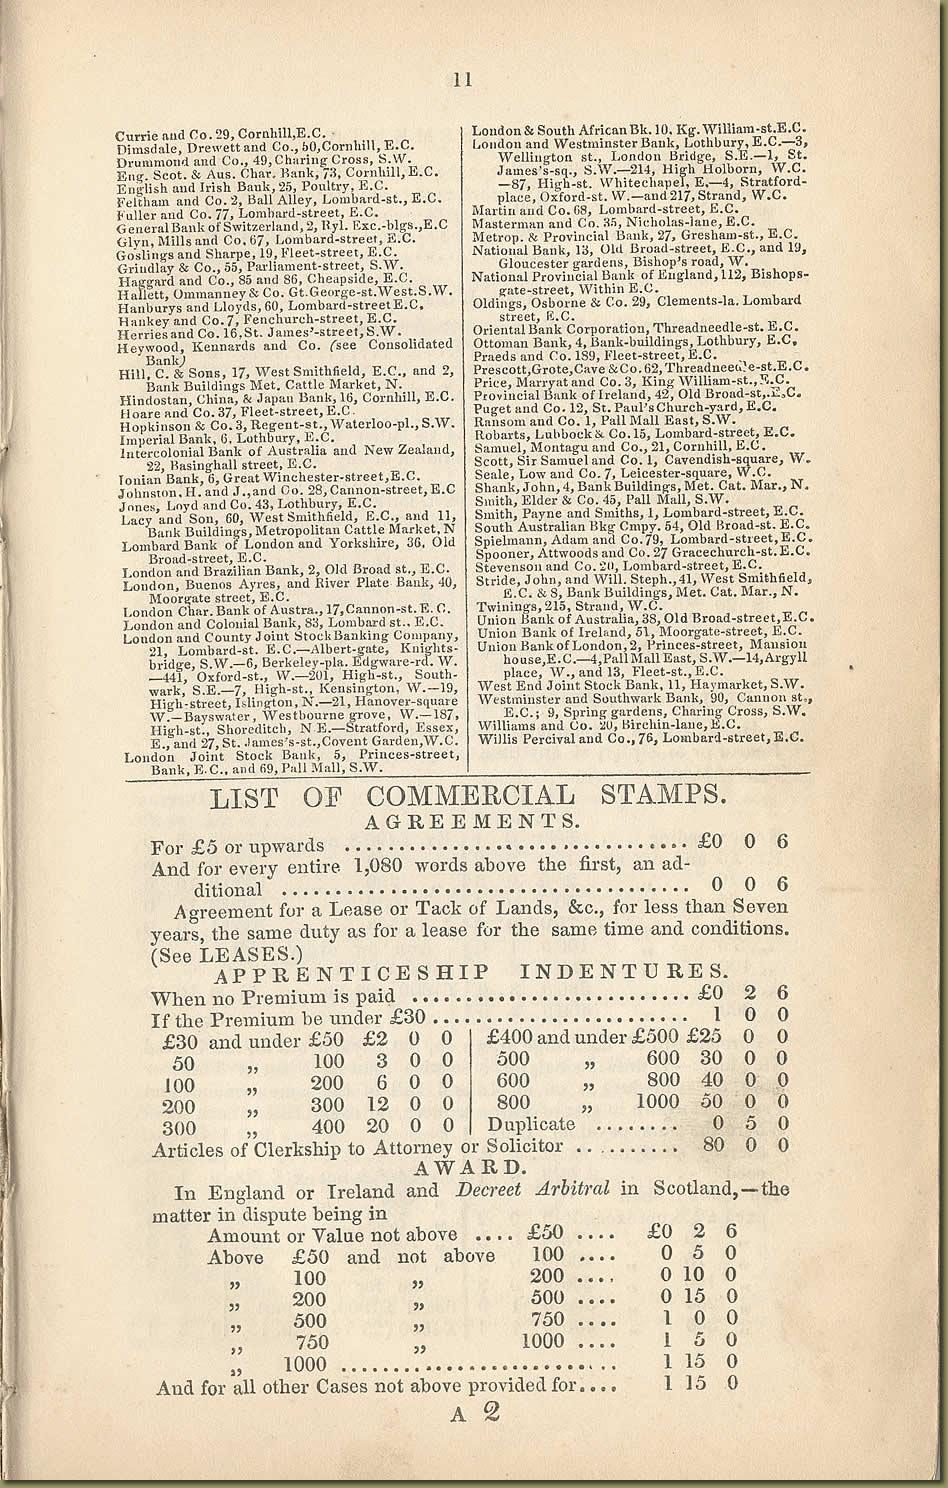 11
Currie and Co. 29, Cornhill, E.C.
Dimsdale, Drewett and Co., 50, Cornhill, E.C.
Drummond and Co., 49, Charing Cross, S.W.
Eng. Scot. & Aus. Char. Bank, 73, Cornhill, E.C.
English and Irish Bank, 25, Poultry, E.C.
Feltham and Co. 2, Ball Alley, Lombard-st., E.C.
Fuller and Co. 77, Lombard-street, E.C.
General Bank of Switzerland, 2, Ryl. Exc.-blgs., E.C
Glyn, Mills and Co. 67, Lombard-street, E.C.
Goslings and Sharpe, 19, Fleet-street, E.C.
Grindlay & Co., 55, Parliament-street, S.W.
Haggard and Co., 85 and 86, Cheapside, E.C.
Hallett, Ommanney & Co. Gt. George-st. West. S.W.
Hanburys and Lloyds, 60, Lombard-street E.C.
Hankey and Co. 7, Fenchurch-street, E.C.
Herries and Co. 16, St. James'-street, S.W.
Heywood, Kennards and Co. (see Consolidated
Bank)
Hill, C. & Sons, 17, West Smithfield, E.C., and 2,
Bank Buildings Met. Cattle Market, N.
Hindostan, China, & Japan Bank, 16, Cornhill, E.C.
Hoare and Co. 37, Fleet-street, E.C.
Hopkinson & Co. 3, Regent-st., Waterloo-pl., S.W.
Imperial Bank, 6, Lothbury, E.C.
Intercolonial Bank of Australia and New Zealand,
22, Basinghall street, E.C.
Ionian Bank, 6, Great Winchester-street, E.C.
Johnston, H. and J., and Co. 28, Cannon-street, E.C
Jones, Loyd and Co. 43, Lothbury, E.C.
Lacy and Son, 60, West Smithfield, E.C., and 11,
Bank Buildings, Metropolitan Cattle Market, N
Lombard Bank of London and Yorkshire, 36, Old
Broad-street, E.C.
London and Brazilian Bank, 2, Old Broad st., E.C.
London, Buenos Ayres, and River Plate Bank, 40,
Moorgate street, E.C.
London Char. Bank of Austra., 17, Cannon-st. E.C.
London and Colonial Bank, 83, Lombard st., E.C.
London and County Joint Stock Banking Company,
21, Lombard-st. E.C.—Albert-gate, Knights-
bridge, S.W.—6, Berkeley-pla. Edgware-rd. W.
—441, Oxford-st., W.—201, High-st., South-
wark, S.E.—7, High-st., Kensington, W.—19,
High-street, Islington, N.—21, Hanover-square
W.—Bayswater, Westbourne grove, W.—187,
High-st., Shoreditch, N E.—Stratford, Essex,
E., and 27, St. James's-st., Covent Garden, W.C.
London Joint Stock Bank, 5, Princes-street,
Bank, E.C., and 69, Pall Mall, S.W.
London & South African Bk. 10, Kg. William-st. E.C.
London and Westminster Bank, Lothbury, E.C.—3,
Wellington st., London Bridge, S.E.—1, St.
James's-sq., S.W.—214, High Holborn, W.C.
—87, High-st. Whitechapel, E.—4, Stratford-
place, Oxford-st. W.—and 217, Strand, W.C.
Martin and Co. 68, Lombard-street, E.C.
Masterman and Co. 35, Nicholas-lane, E.C.
Metrop. & Provincial Bank, 27, Gresham-st., E.C.
National Bank, 13, Old Broad-street, E.C., and 19,
Gloucester gardens, Bishop's road, W.
National Provincial Bank of England, 112, Bishops-
gate-street, Within E.C.
Oldings, Osborne & Co. 29, Clements-la. Lombard
street, E.C.
Oriental Bank Corporation, Threadneedle-st. E.C.
Ottoman Bank, 4, Bank-buildings, Lothbury, E.C.
Praeds and Co. 189, Fleet-street, E.C.
Prescott, Grote, Cave & Co. 62, Threadneedle-st. E.C.
Price, Marryat and Co. 3, King William-st., E.C.
Provincial Bank of Ireland, 42, Old Broad-st., E.C.
Puget and Co. 12, St. Paul's Church-yard, E.C.
Ransom and Co. 1, Pall Mall East, S.W.
Robarts, Lubbock & Co. 15, Lombard-street, E.C.
Samuel, Montagu and Co., 21, Cornhill, E.C.
Scott, Sir Samuel and Co. 1, Cavendish-square, W.
Seale, Low and Co. 7, Leicester-square, W.C.
Shank, John, 4, Bank Buildings, Met. Cat. Mar., N.
Smith, Elder & Co. 45, Pall Mall, S.W.
Smith, Payne and Smiths, 1, Lombard-street, E.C.
South Australian Bkg Cmpy. 54, Old Broad-st. E.C.
Spielmann, Adam and Co. 79, Lombard-street, E.C.
Spooner, Attwoods and Co. 27 Gracechurch-st. E.C.
Stevenson and Co. 20, Lombard-street, E.C.
Stride, John, and Will. Steph., 41, West Smithfield,
E.C. & 8, Bank Buildings, Met. Cat. Mar., N.
Twinings, 215, Strand, W.C.
Union Bank of Australia, 38, Old Broad-street, E.C.
Union Bank of Ireland, 51, Moorgate-street, E.C.
Union Bank of London, 2, Princes-street, Mansion
house, E.C.—4, Pall Mall East, S.W.—14, Argyll
place, W., and 13, Fleet-st., E.C.
West End Joint Stock Bank, 11, Haymarket, S.W.
Westminster and Southwark Bank, 90, Cannon st.,
E.C.; 9, Spring gardens, Charing Cross, S.W.
Williams and Co. 20, Birchin-lane, E.C.
Willis Percival and Co., 76, Lombard-street, E.C.
LIST OF COMMERCIAL STAMPS.
AGREEMENTS.
For £5 or upwards .................................. £0 0 6
And for every entire 1,080 words above the first, an ad-
ditional ........................................ 0 0 6
Agreement for a Lease or Tack of Lands, &c., for less than Seven
years, the same duty as for a lease for the same time and conditions.
(See LEASES.)
APPRENTICESHIP INDENTURES.
When no Premium is paid ............................ £0 2 6
If the Premium be under £30 .......................... 1 0 0
£30 and under £50 £2 0 0 | £400 and under £500 £25 0 0
50 „ 100 3 0 0 | 500 „ 600 30 0 0
100 „ 200 6 0 0 | 600 „ 800 40 0 0
200 „ 300 12 0 0 | 800 „ 1000 50 0 0
300 „ 400 20 0 0 | Duplicate ........ 0 5 0
Articles of Clerkship to Attorney or Solicitor .......... 80 0 0
AWARD.
In England or Ireland and Decreet Arbitral in Scotland,—the
matter in dispute being in
Amount or Value not above .... £50 .... £0 2 6
Above £50 and not above 100 .... 0 5 0
„ 100 „ 200 .... 0 10 0
„ 200 „ 500 .... 0 15 0
„ 500 „ 750 .... 1 0 0
„ 750 „ 1000 .... 1 5 0
„ 1000 ............................ 1 15 0
And for all other Cases not above provided for.... 1 15 0
A 2